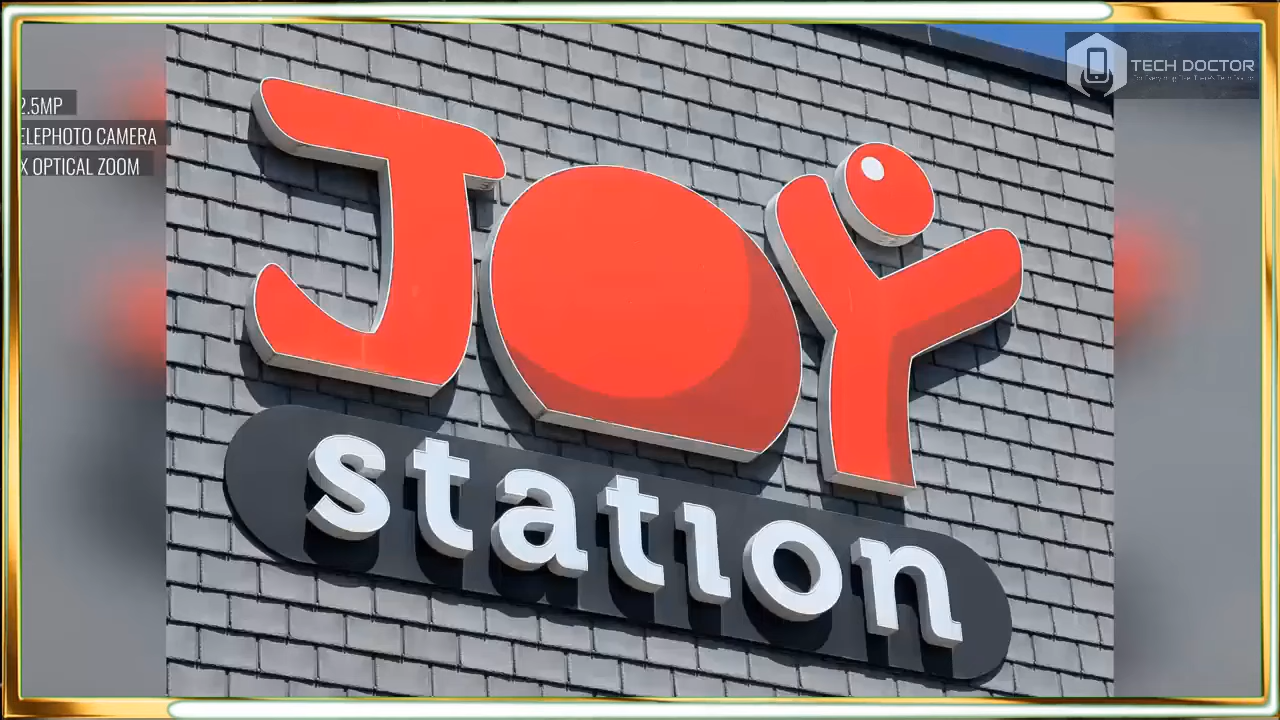 2.5MP
ELEPHOTO CAMERA
X OPTICAL ZOOM
TECH DOCTOR
JOY
station